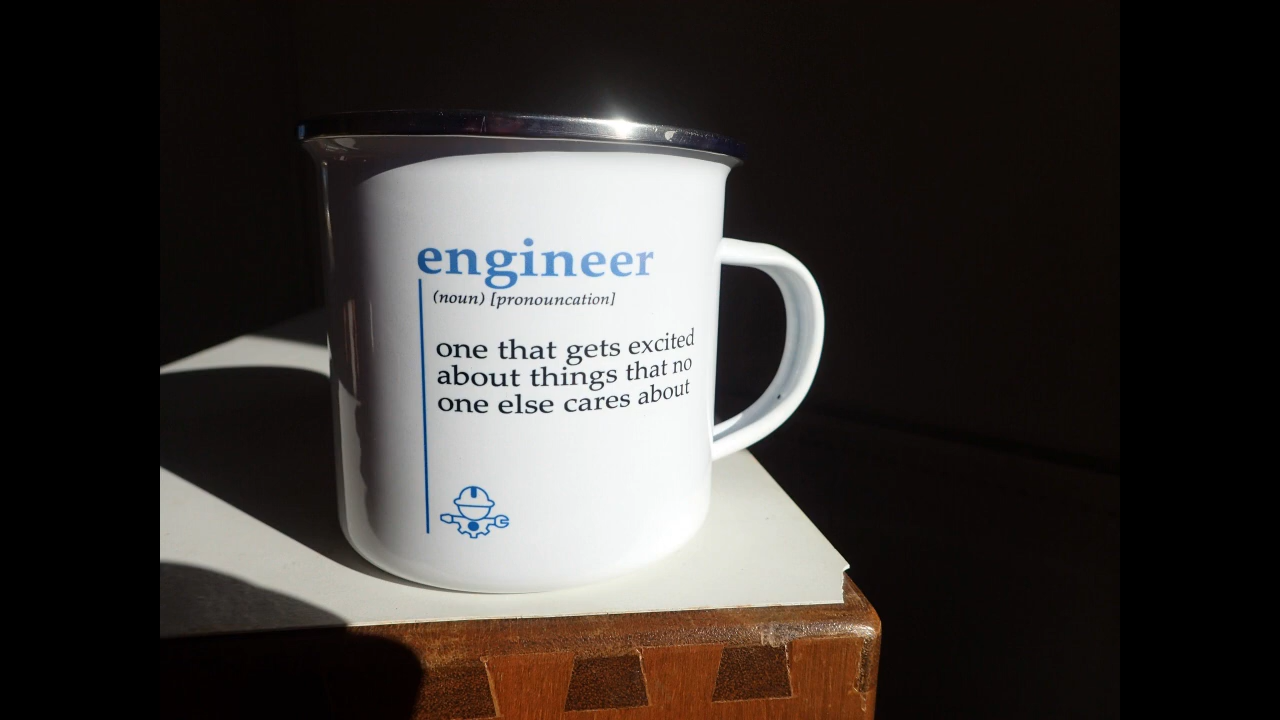 engineer
(noun) [pronouncation]
one that gets excited
about things that no
one else cares about